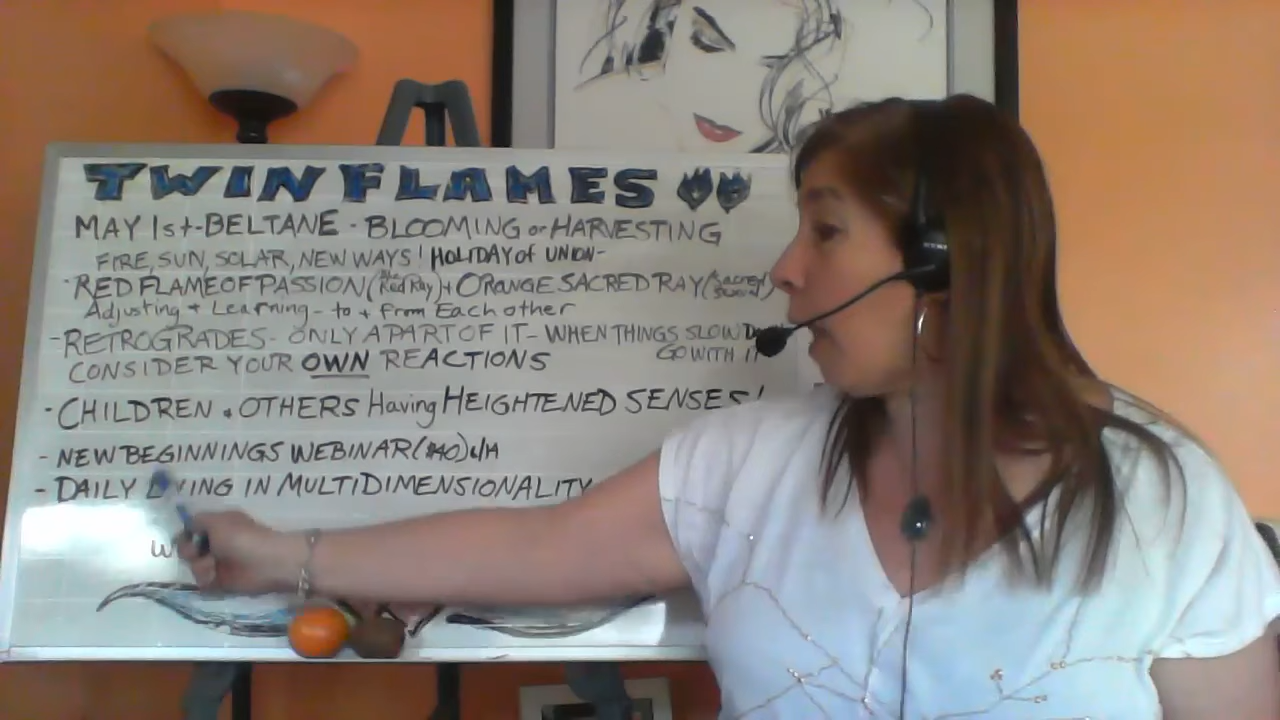 TWIN FLAMES
MAY 1st - BELTANE - BLOOMING or HARVESTING
FIRE, SUN, SOLAR, NEW WAYS! HOLIDAY of UNION-
RED FLAME OF PASSION (the Red Ray) + ORANGE SACRED RAY (Sacral
Adjusting + Learning - to + from Each other
- RETROGRADES - ONLY A PART OF IT - WHEN THINGS SLOW
GO WITH IT
CONSIDER YOUR OWN REACTIONS
· CHILDREN & OTHERS Having HEIGHTENED SENSES!
- NEW BEGINNINGS WEBINAR ($40)
- DAILY LIVING IN MULTIDIMENSIONALITY